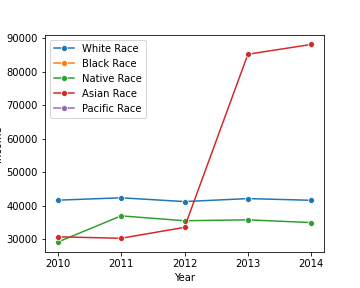 90000
80000
70000
60000
50000
40000
30000
White Race
Black Race
Native Race
Asian Race
Pacific Race
2010 2011 2012 2013 2014
Year